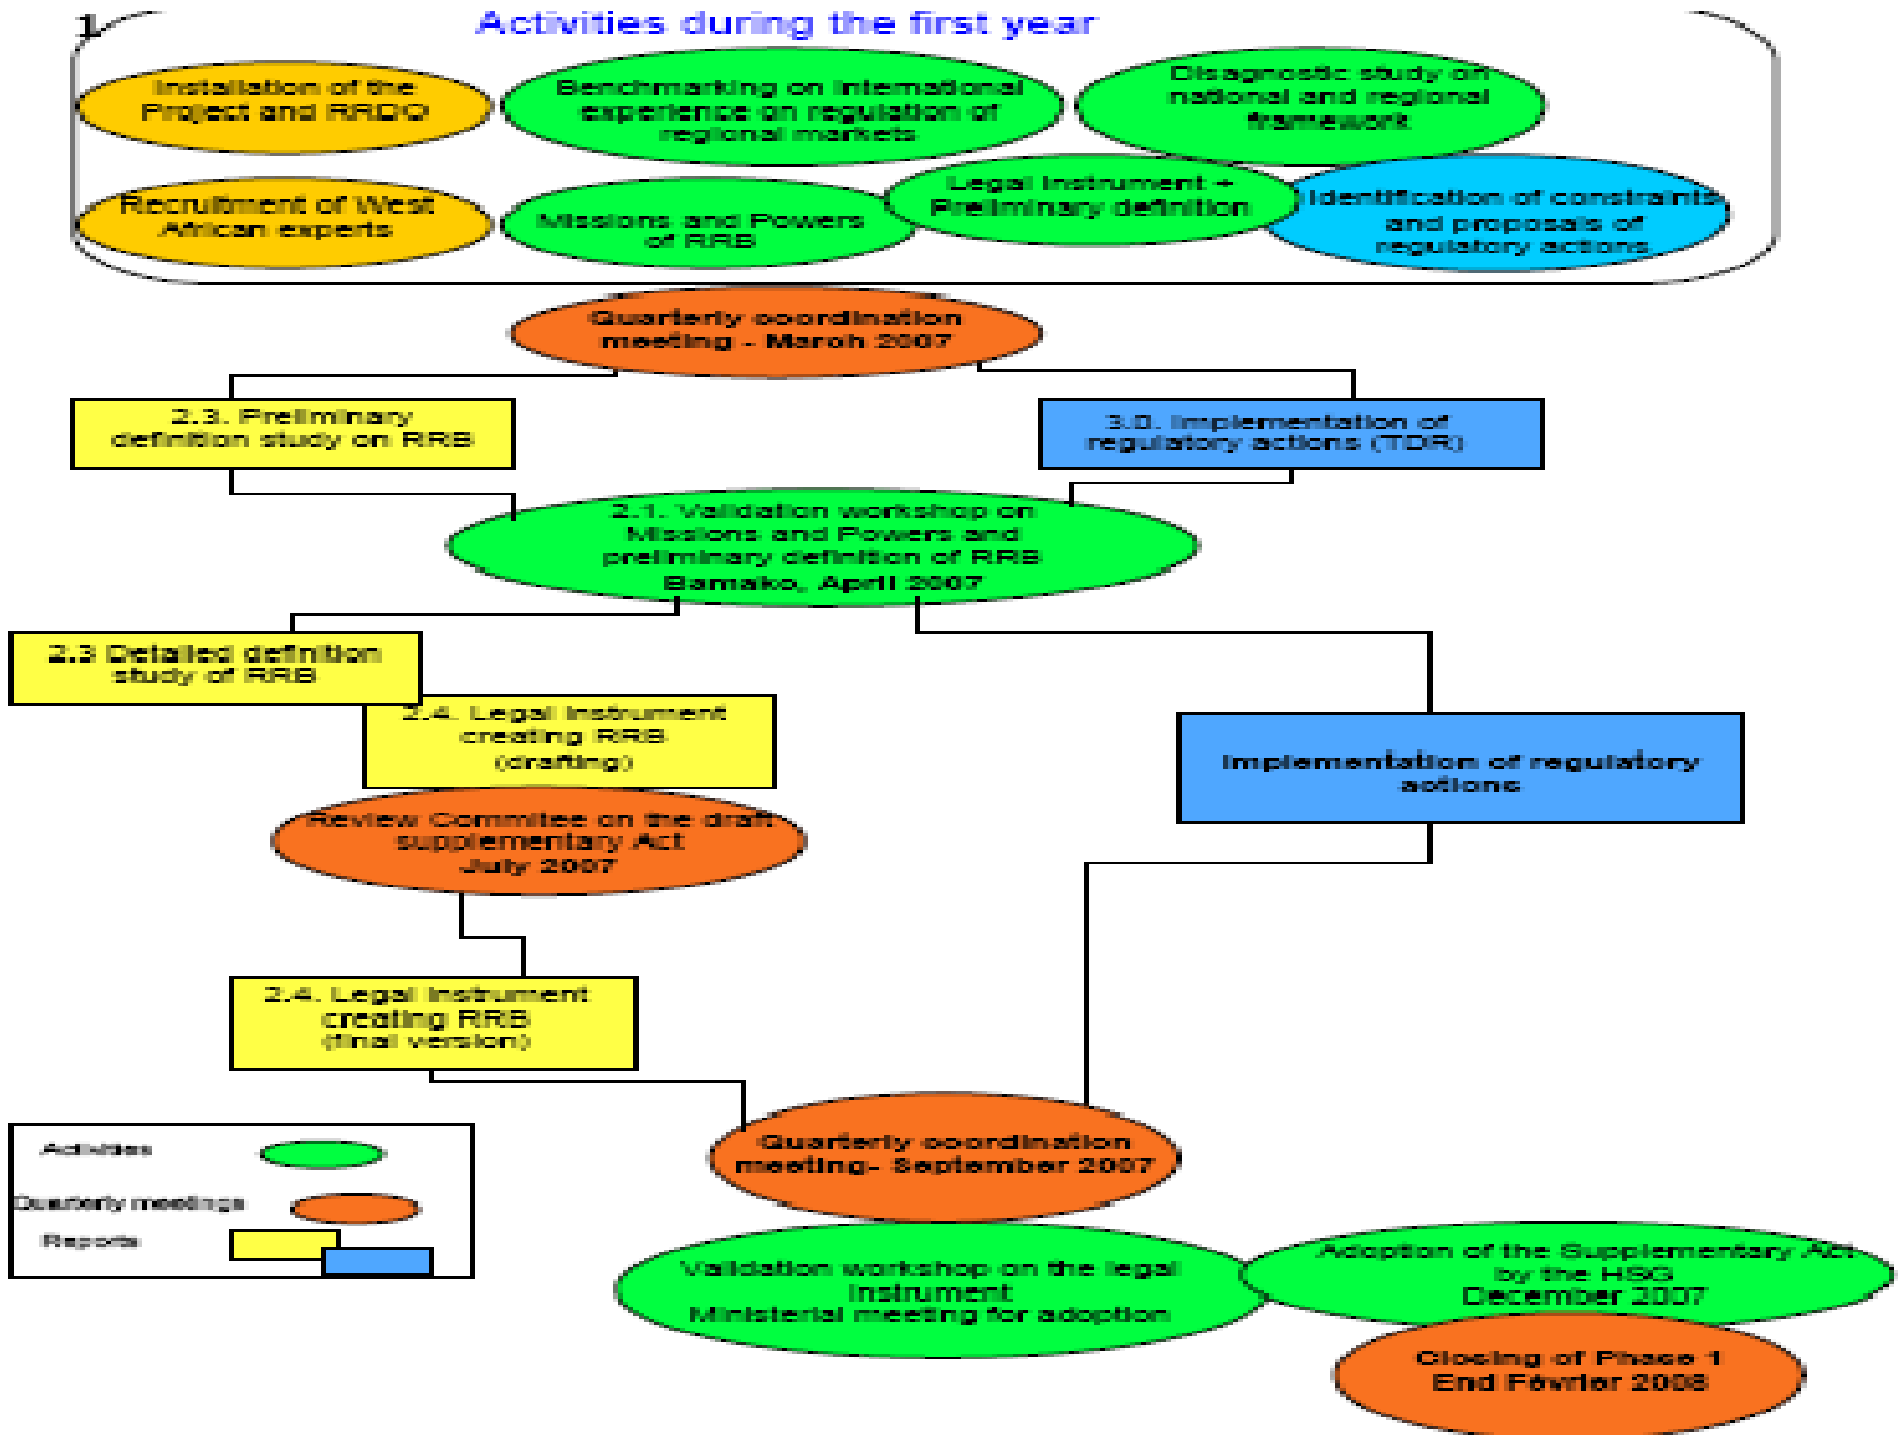 1
Activities during the first year
Installation of the
Project and RRDO
Benchmarking on international
experience on regulation of
regional markets
Disagnostic study on
national and regional
framework
Recruitment of West
African experts
Missions and Powers
of RRB
Legal Instrument +
Preliminary definition
Identification of constraints
and proposals of
regulatory actions
Quarterly coordination
meeting - March 2007
2.3. Preliminary
definition study on RRB
3.0. Implementation of
regulatory actions (TDR)
2.1. Validation workshop on
Missions and Powers and
preliminary definition of RRB
Bamako, April 2007
2.3 Detailed definition
study of RRB
2.4. Legal Instrument
creating RRB
(drafting)
Implementation of regulatory
actions
Review Commitee on the draft
supplementary Act
July 2007
2.4. Legal Instrument
creating RRB
(final version)
Activities
Quarterly meetings
Reports
Quarterly coordination
meeting- September 2007
Validation workshop on the legal
Instrument
Ministerial meeting for adoption
Adoption of the Supplementary Act
by the HSG
December 2007
Closing of Phase 1
End Février 2008